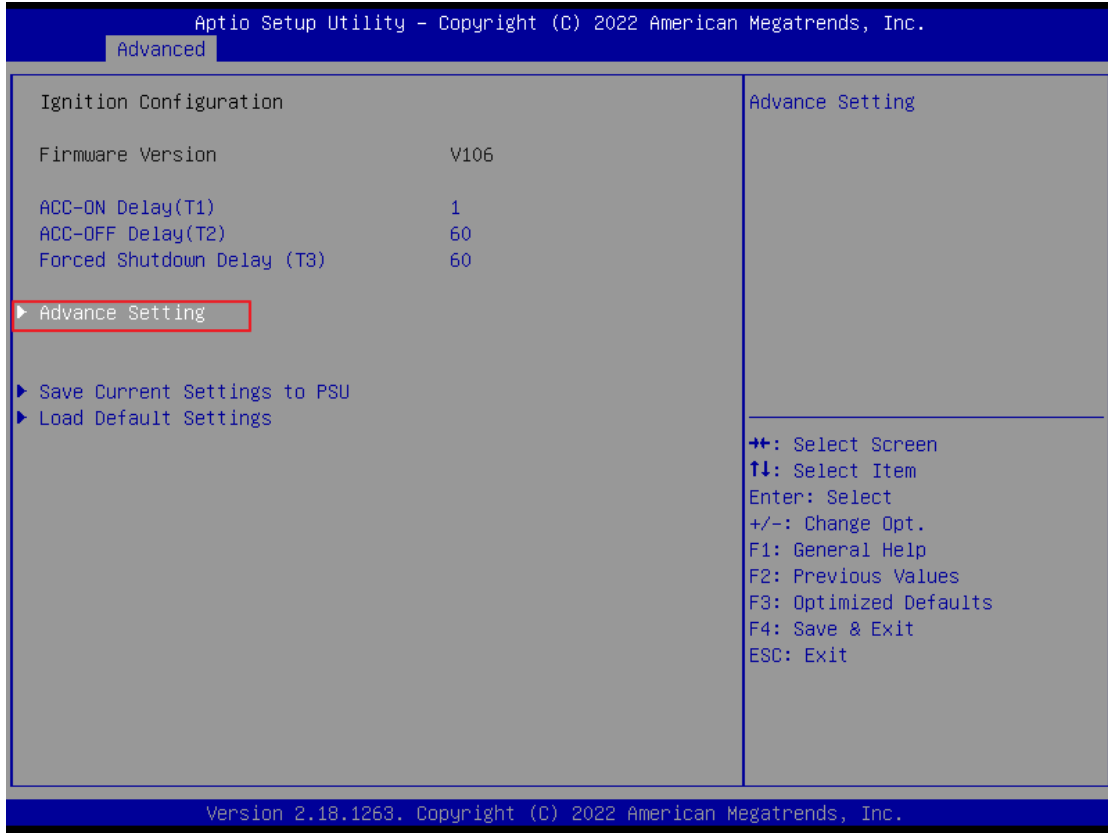 Aptio Setup Utility – Copyright (C) 2022 American Megatrends, Inc.
Advanced
Ignition Configuration
Firmware Version V106
ACC-ON Delay(T1) 1
ACC-OFF Delay(T2) 60
Forced Shutdown Delay (T3) 60
▶ Advance Setting
▶ Save Current Settings to PSU
▶ Load Default Settings
Advance Setting
→←: Select Screen
↑↓: Select Item
Enter: Select
+/-: Change Opt.
F1: General Help
F2: Previous Values
F3: Optimized Defaults
F4: Save & Exit
ESC: Exit
Version 2.18.1263. Copyright (C) 2022 American Megatrends, Inc.